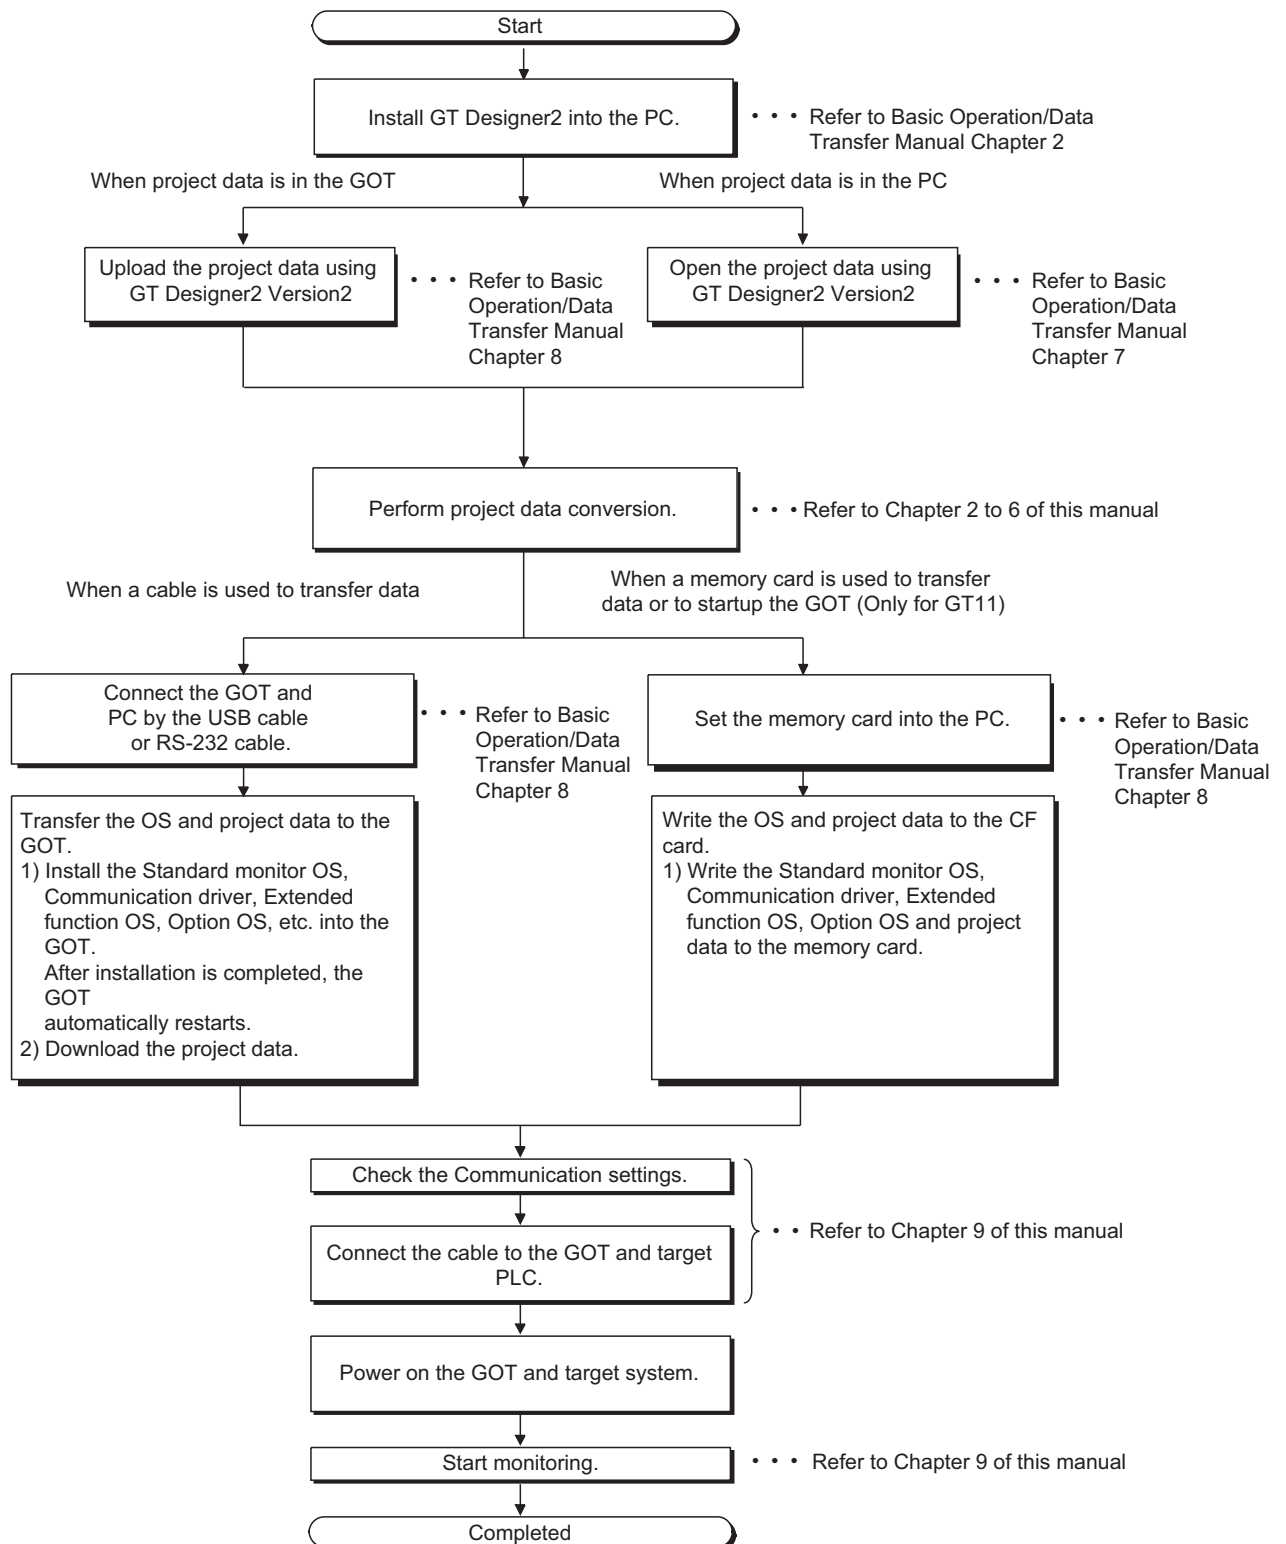 Start
Install GT Designer2 into the PC.
• • • Refer to Basic Operation/Data
Transfer Manual Chapter 2
When project data is in the GOT
When project data is in the PC
Upload the project data using
GT Designer2 Version2
• • • Refer to Basic
Operation/Data
Transfer Manual
Chapter 8
Open the project data using
GT Designer2 Version2
• • • Refer to Basic
Operation/Data
Transfer Manual
Chapter 7
Perform project data conversion.
• • • Refer to Chapter 2 to 6 of this manual
When a cable is used to transfer data
When a memory card is used to transfer
data or to startup the GOT (Only for GT11)
Connect the GOT and
PC by the USB cable
or RS-232 cable.
• • • Refer to Basic
Operation/Data
Transfer Manual
Chapter 8
Set the memory card into the PC.
• • • Refer to Basic
Operation/Data
Transfer Manual
Chapter 8
Transfer the OS and project data to the
GOT.
1) Install the Standard monitor OS,
Communication driver, Extended
function OS, Option OS, etc. into the
GOT.
After installation is completed, the
GOT
automatically restarts.
2) Download the project data.
Write the OS and project data to the CF
card.
1) Write the Standard monitor OS,
Communication driver, Extended
function OS, Option OS and project
data to the memory card.
Check the Communication settings.
Connect the cable to the GOT and target
PLC.
• • Refer to Chapter 9 of this manual
Power on the GOT and target system.
Start monitoring.
• • • Refer to Chapter 9 of this manual
Completed